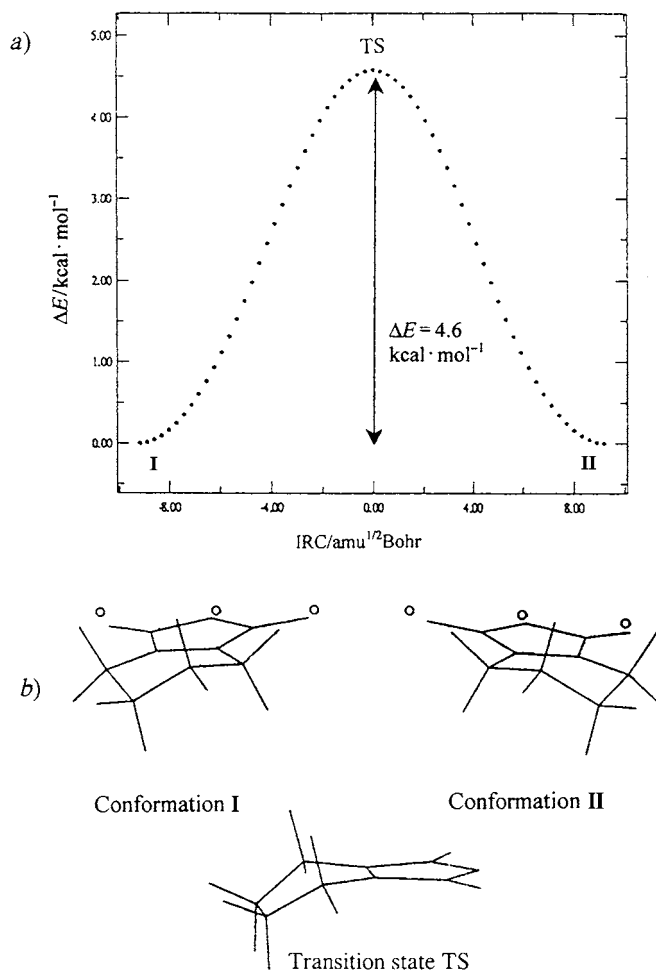 a)
TS
5.00
4.00
3.00
2.00
1.00
0.00
ΔE/kcal·mol⁻¹
ΔE = 4.6
kcal·mol⁻¹
I
II
-8.00
-4.00
0.00
4.00
8.00
IRC/amu¹/²Bohr
b)
O
O
O
O
O
O
Conformation I
Conformation II
Transition state TS